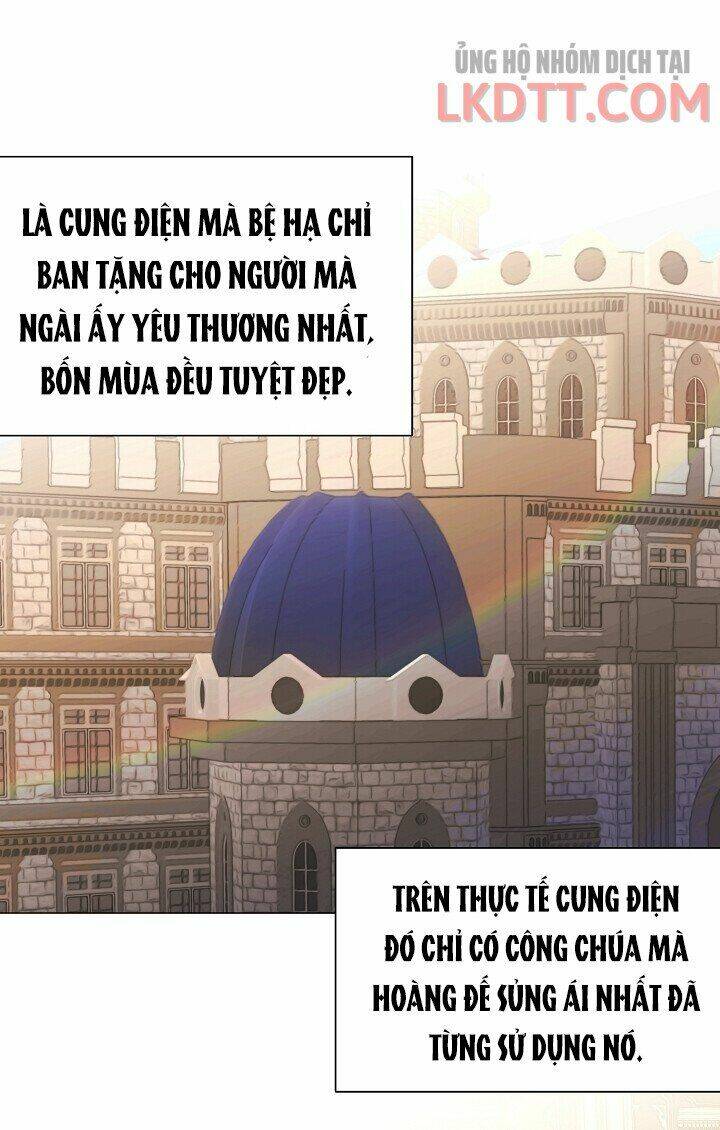 ỦNG HỘ NHÓM DỊCH TẠI
LKDTT.COM
LÀ CUNG ĐIỆN MÀ BỆ HẠ CHỈ
BAN TẶNG CHO NGƯỜI MÀ
NGÀI ẤY YÊU THƯƠNG NHẤT,
BỐN MÙA ĐỀU TUYỆT ĐẸP.
TRÊN THỰC TẾ CUNG ĐIỆN
ĐÓ CHỈ CÓ CÔNG CHÚA MÀ
HOÀNG ĐẾ SỦNG ÁI NHẤT ĐÃ
TỪNG SỬ DỤNG NÓ.